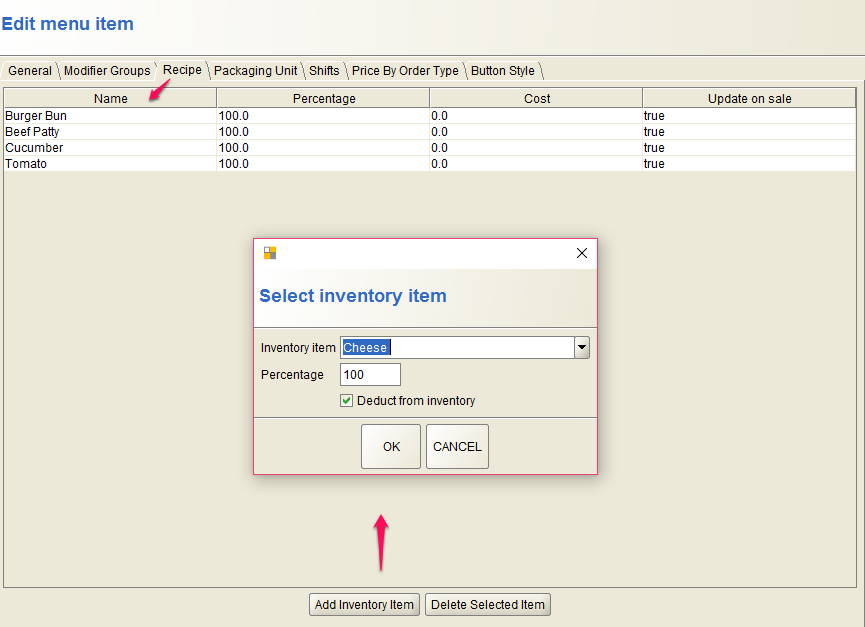 Edit menu item
General Modifier Groups Recipe Packaging Unit Shifts Price By Order Type Button Style
Name Percentage Cost Update on sale
Burger Bun 100.0 0.0 true
Beef Patty 100.0 0.0 true
Cucumber 100.0 0.0 true
Tomato 100.0 0.0 true
Select inventory item
Inventory item Cheese
Percentage 100
Deduct from inventory
OK CANCEL
Add Inventory Item Delete Selected Item